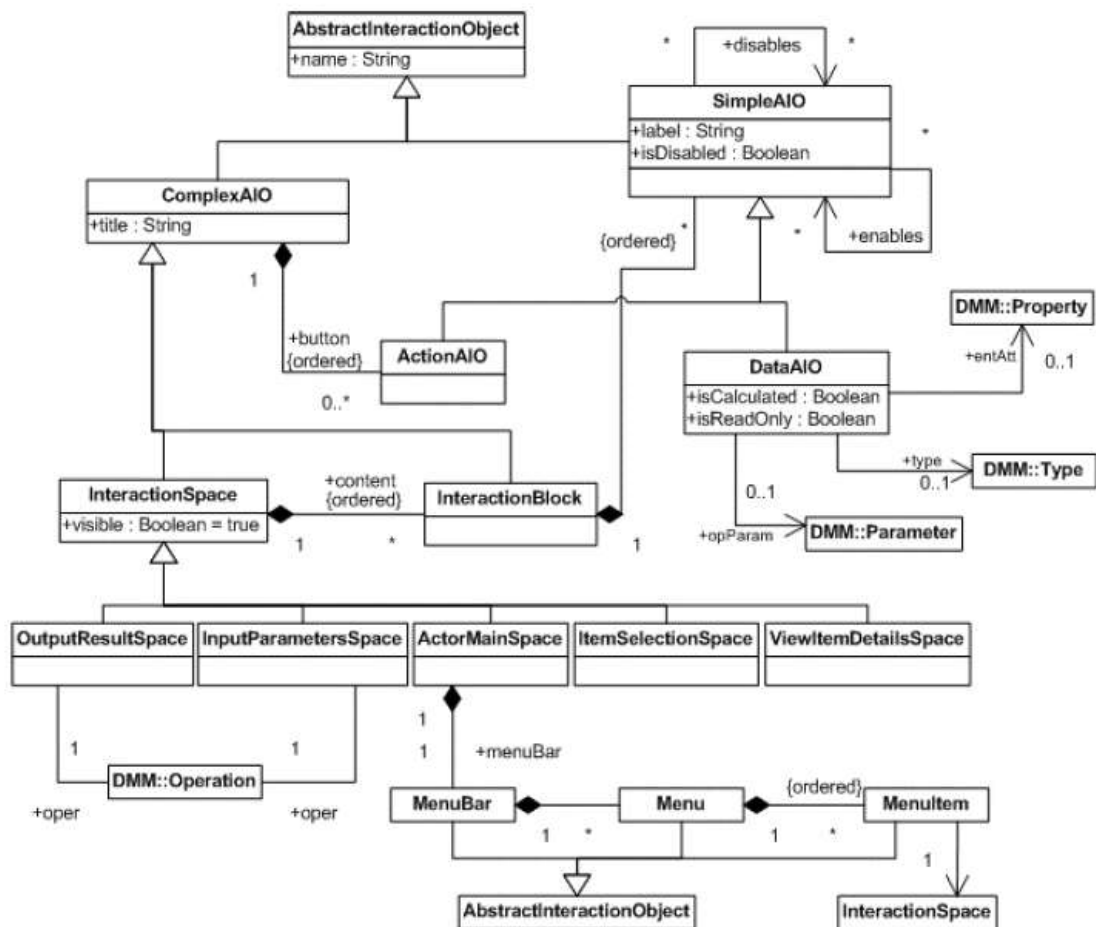 AbstractInteractionObject
+name : String
* +disables *
SimpleAIO
+label : String
+isDisabled : Boolean
*
ComplexAIO
+title : String
*
{ordered}
*
+enables
1
+button
{ordered}
0..*
ActionAIO
DataAIO
+isCalculated : Boolean
+isReadOnly : Boolean
DMM::Property
+entAtt
0..1
+type
0..1
DMM::Type
0..1
+opParam
DMM::Parameter
InteractionSpace
+visible : Boolean = true
+content
{ordered}
1 *
InteractionBlock
1
OutputResultSpace
InputParametersSpace
ActorMainSpace
ItemSelectionSpace
ViewItemDetailsSpace
1
1
DMM::Operation
+oper
+oper
1
1
+menuBar
MenuBar
1 *
Menu
{ordered}
1 *
MenuItem
1
AbstractInteractionObject
InteractionSpace